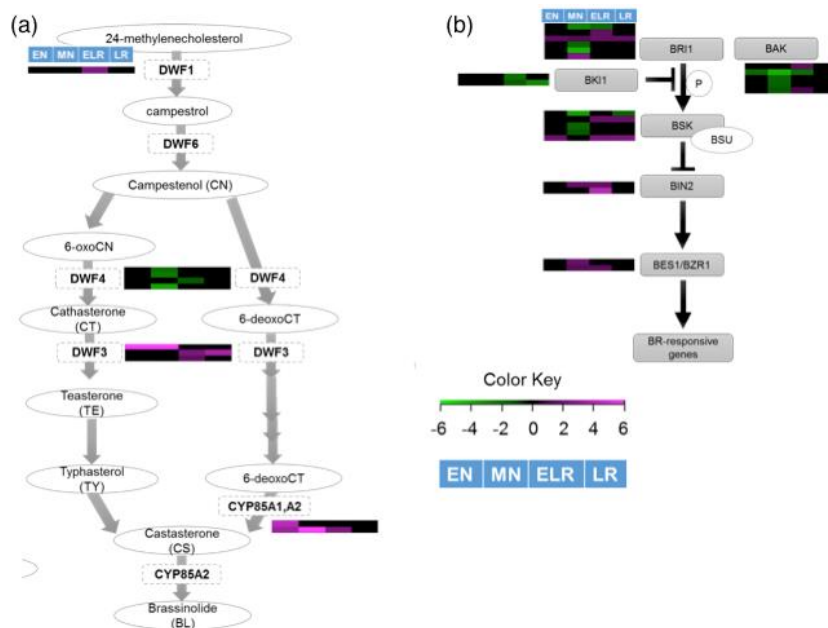 (a)
24-methylenecholesterol
EN MN ELR LR
DWF1
campestrol
DWF6
Campestenol (CN)
6-oxoCN
DWF4
DWF4
Cathasterone
(CT)
6-deoxoCT
DWF3
DWF3
Teasterone
(TE)
Typhasterol
(TY)
6-deoxoCT
CYP85A1,A2
Castasterone
(CS)
CYP85A2
Brassinolide
(BL)
(b)
EN MN ELR LR
BRI1
BAK
BKI1
P
BSK
BSU
BIN2
BES1/BZR1
BR-responsive
genes
Color Key
-6 -4 -2 0 2 4 6
EN MN ELR LR